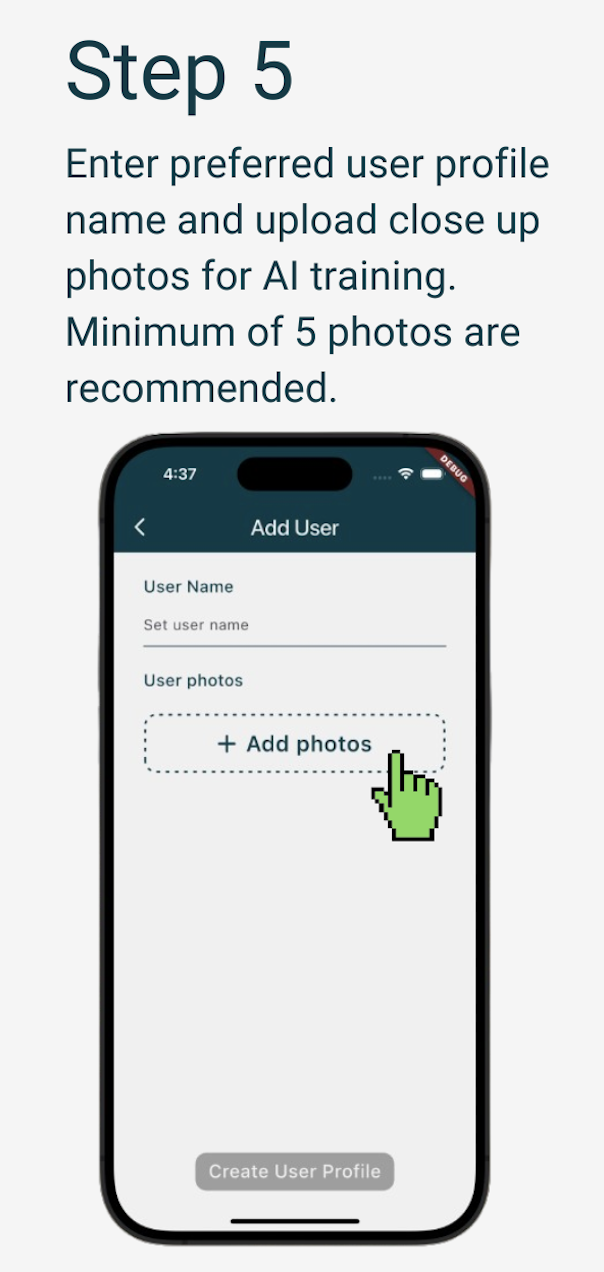 Step 5
Enter preferred user profile
name and upload close up
photos for AI training.
Minimum of 5 photos are
recommended.
4:37
DEBUG
Add User
User Name
Set user name
User photos
+ Add photos
Create User Profile